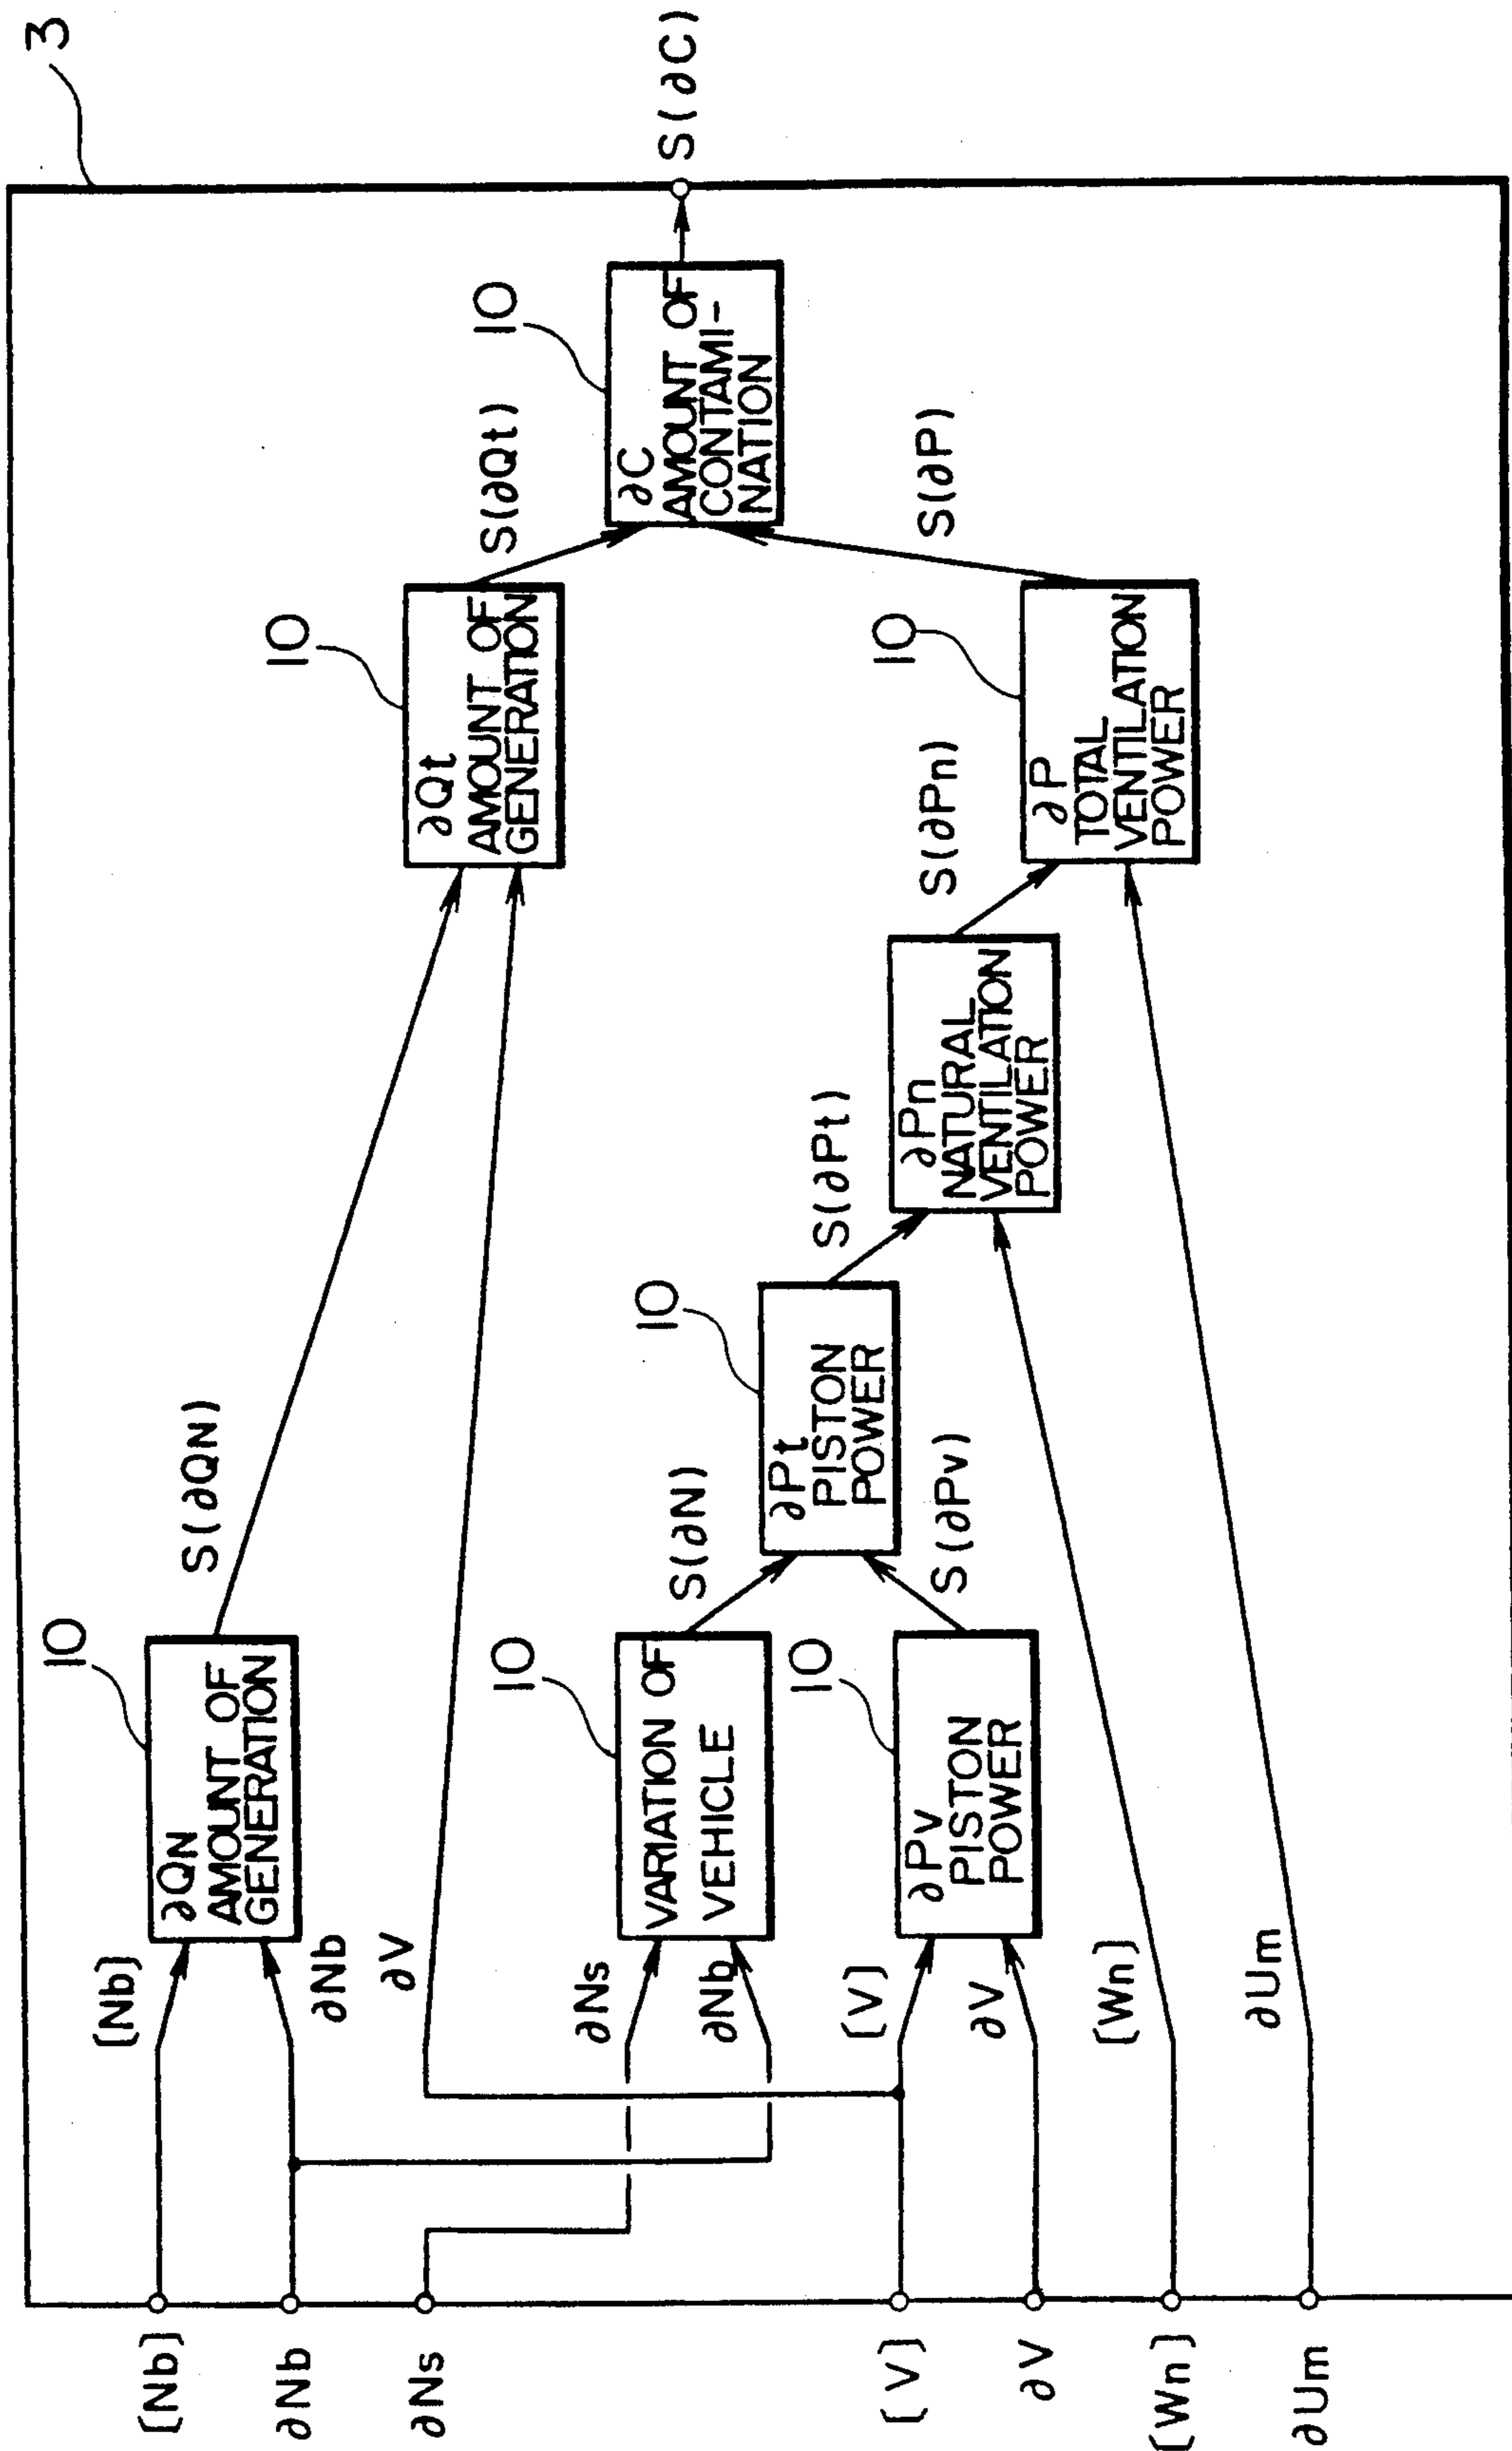 3
[Nb]
∂Nb
∂Ns
[V]
∂V
[Wn]
∂Um
[Nb]
∂Nb
∂V
∂Ns
∂Nb
[V]
∂V
[Wn]
∂Um
10
∂QN
AMOUNT OF
GENERATION
10
VARIATION OF
VEHICLE
10
∂Pv
PISTON
POWER
S(∂QN)
S(∂N)
S(∂Pv)
10
∂Pt
PISTON
POWER
S(∂Pt)
∂Pn
NATURAL
VENTILATION
POWER
S(∂Pn)
10
∂Qt
AMOUNT OF
GENERATION
10
∂P
TOTAL
VENTILATION
POWER
S(∂Qt)
S(∂P)
10
∂C
AMOUNT OF
CONTAMI-
NATION
S(∂C)